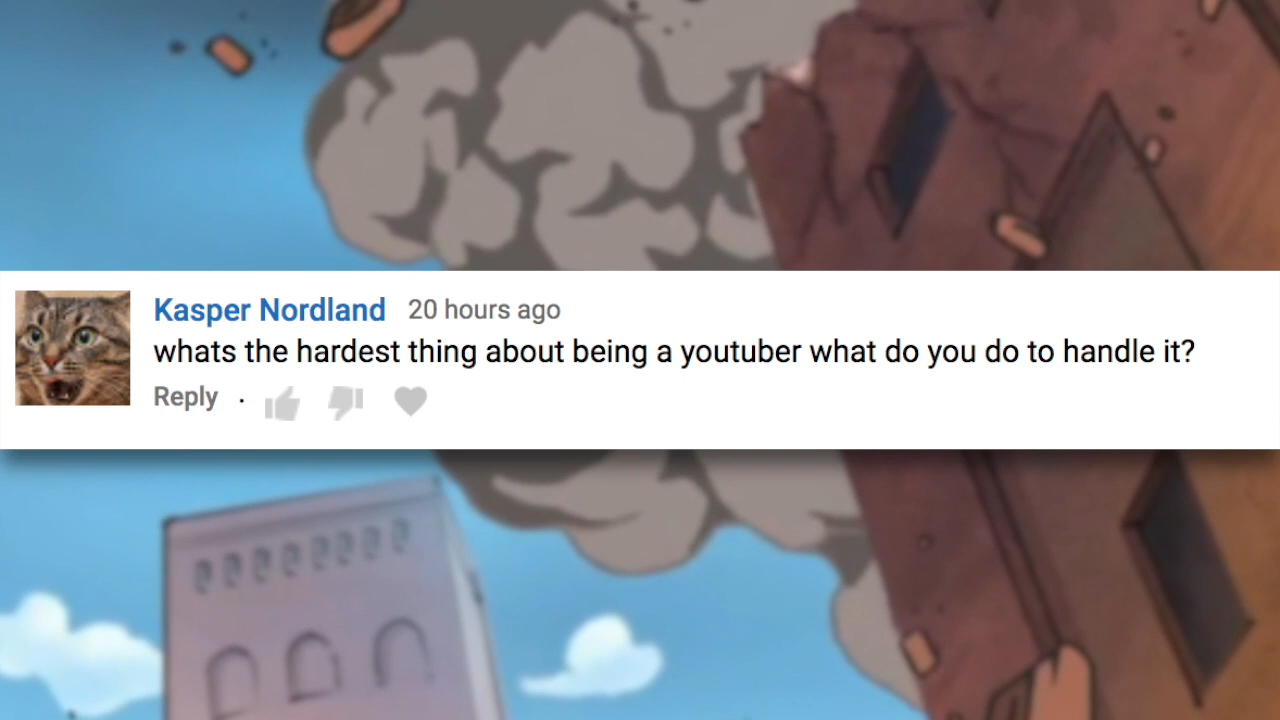 Kasper Nordland 20 hours ago
whats the hardest thing about being a youtuber what do you do to handle it?
Reply ·